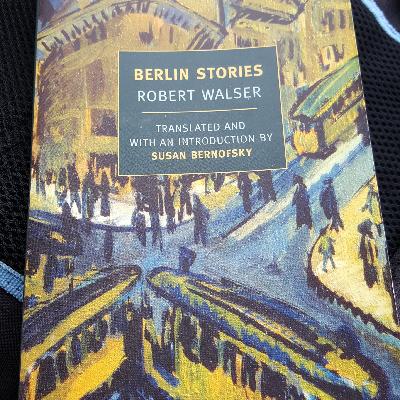 BERLIN STORIES
ROBERT WALSER
TRANSLATED AND
WITH AN INTRODUCTION BY
SUSAN BERNOFSKY